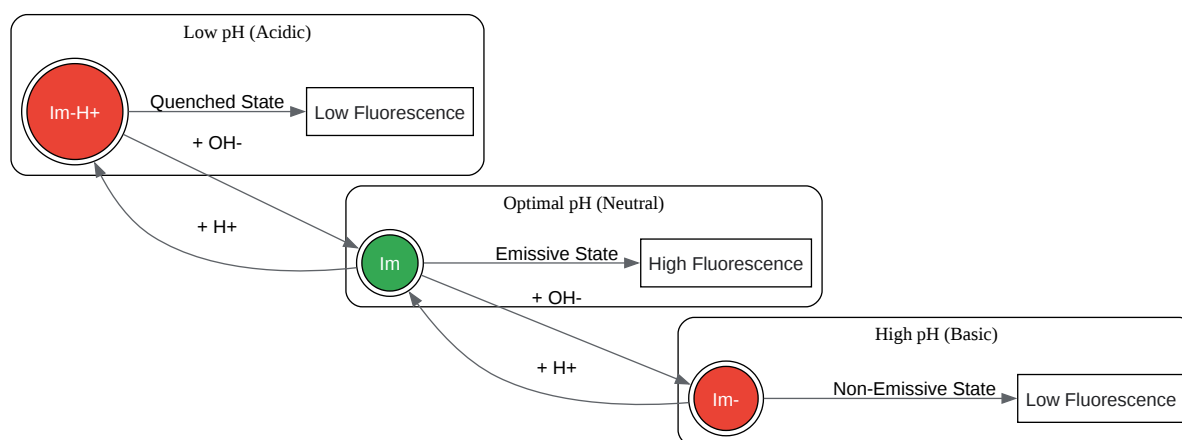 Low pH (Acidic)
Im-H+
Quenched State
Low Fluorescence
+ OH-
+ H+
Optimal pH (Neutral)
Im
Emissive State
High Fluorescence
+ OH-
+ H+
High pH (Basic)
Im-
Non-Emissive State
Low Fluorescence